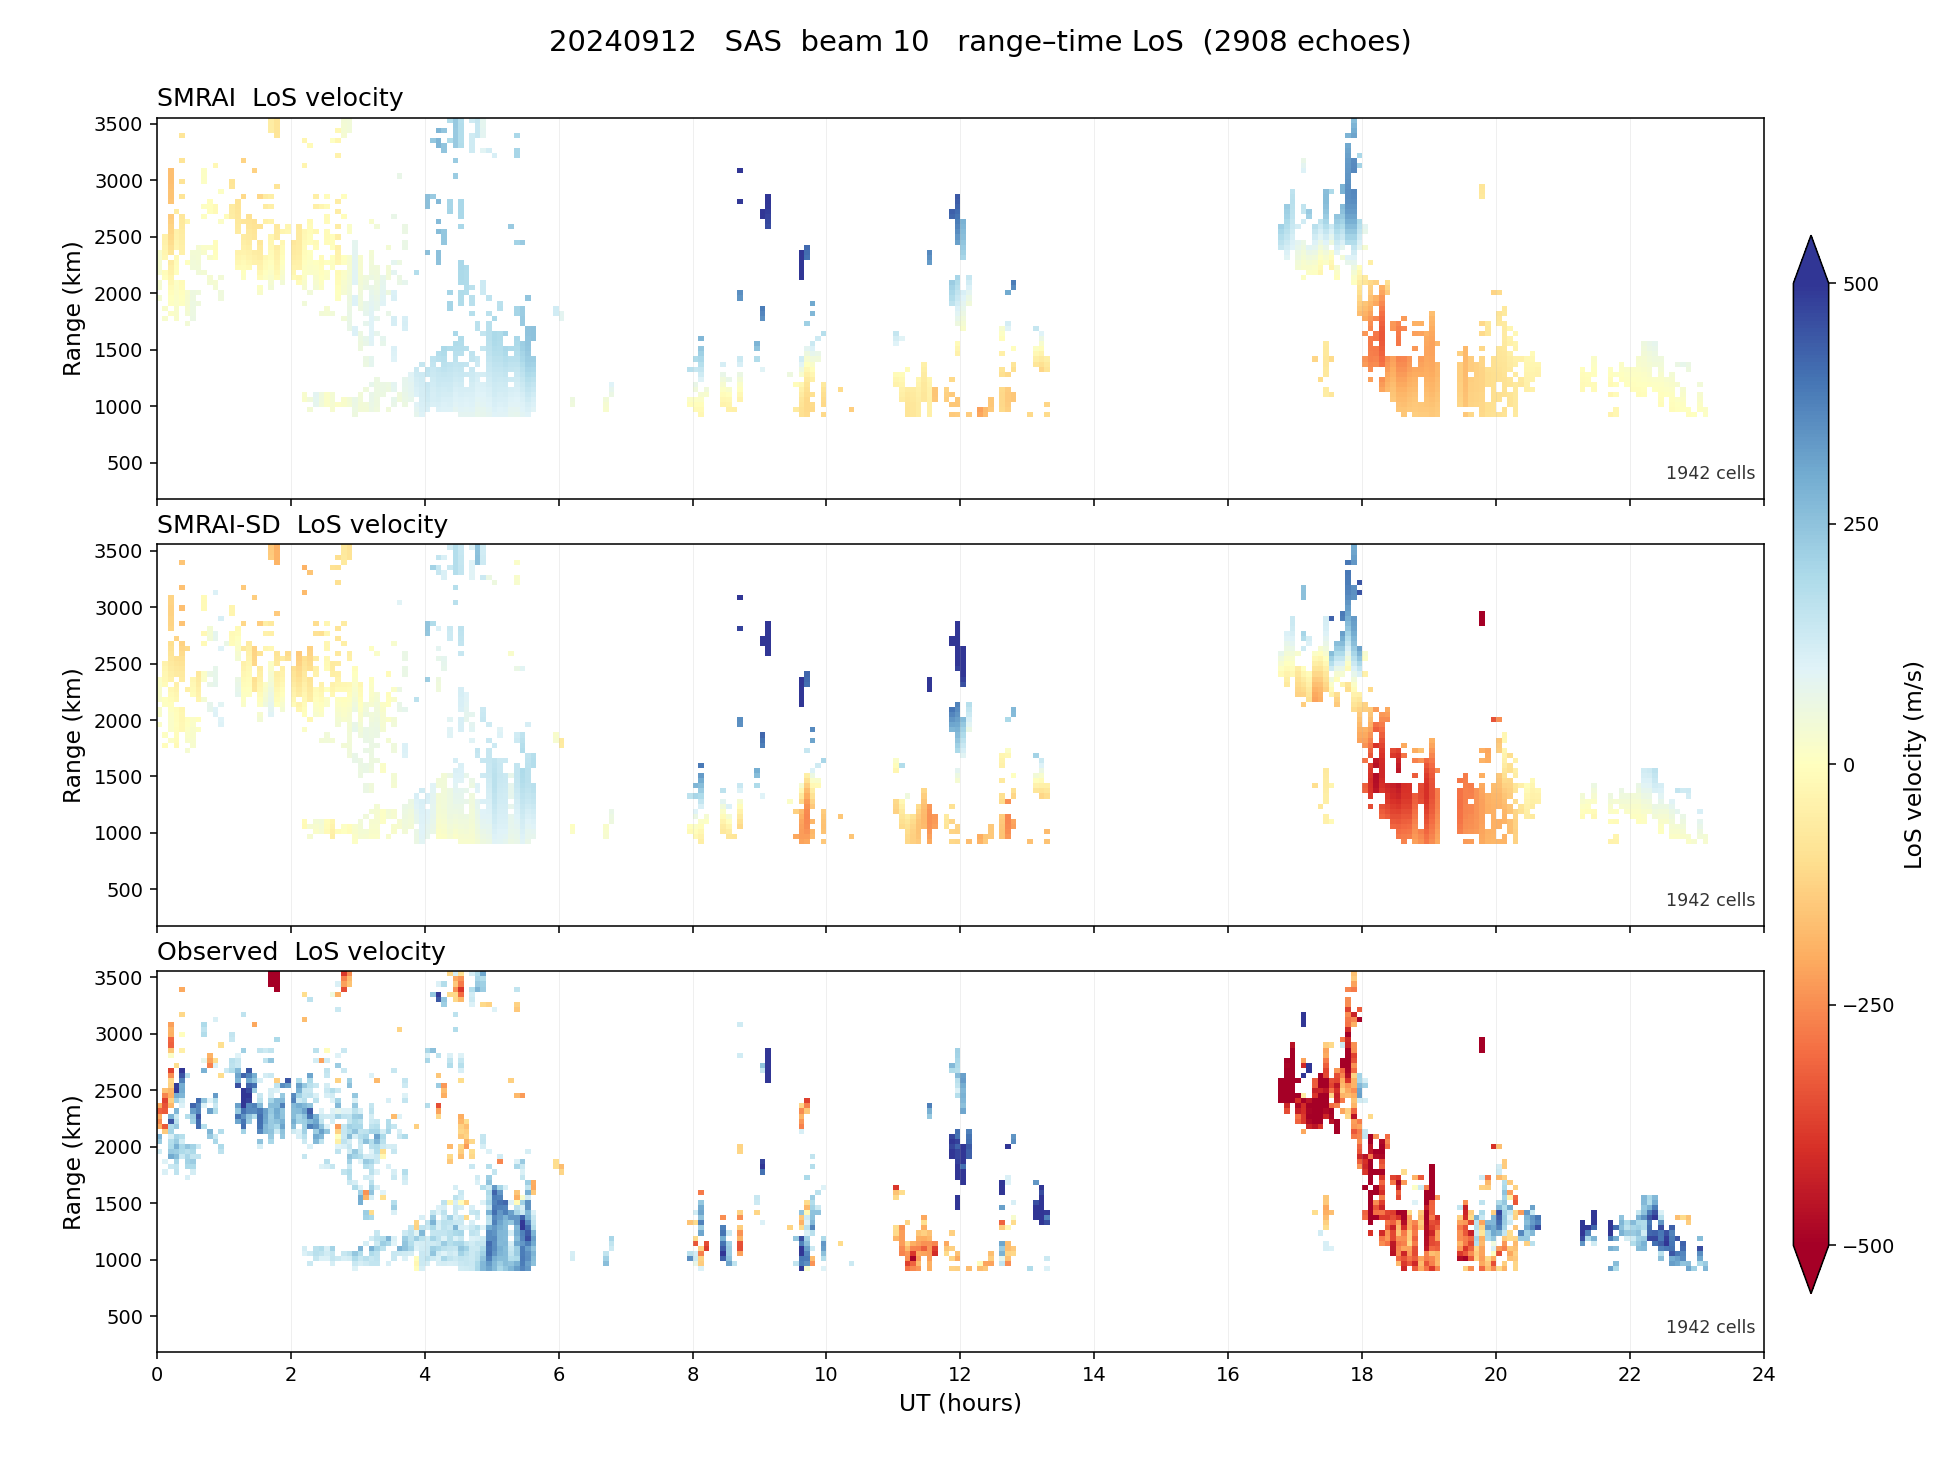 20240912   SAS  beam 10   range–time LoS  (2908 echoes)
SMRAI  LoS velocity
3500
3000
2500
2000
1500
1000
500
Range (km)
1942 cells
SMRAI-SD  LoS velocity
3500
3000
2500
2000
1500
1000
500
Range (km)
1942 cells
Observed  LoS velocity
3500
3000
2500
2000
1500
1000
500
Range (km)
1942 cells
0 2 4 6 8 10 12 14 16 18 20 22 24
UT (hours)
500
250
0
−250
−500
LoS velocity (m/s)